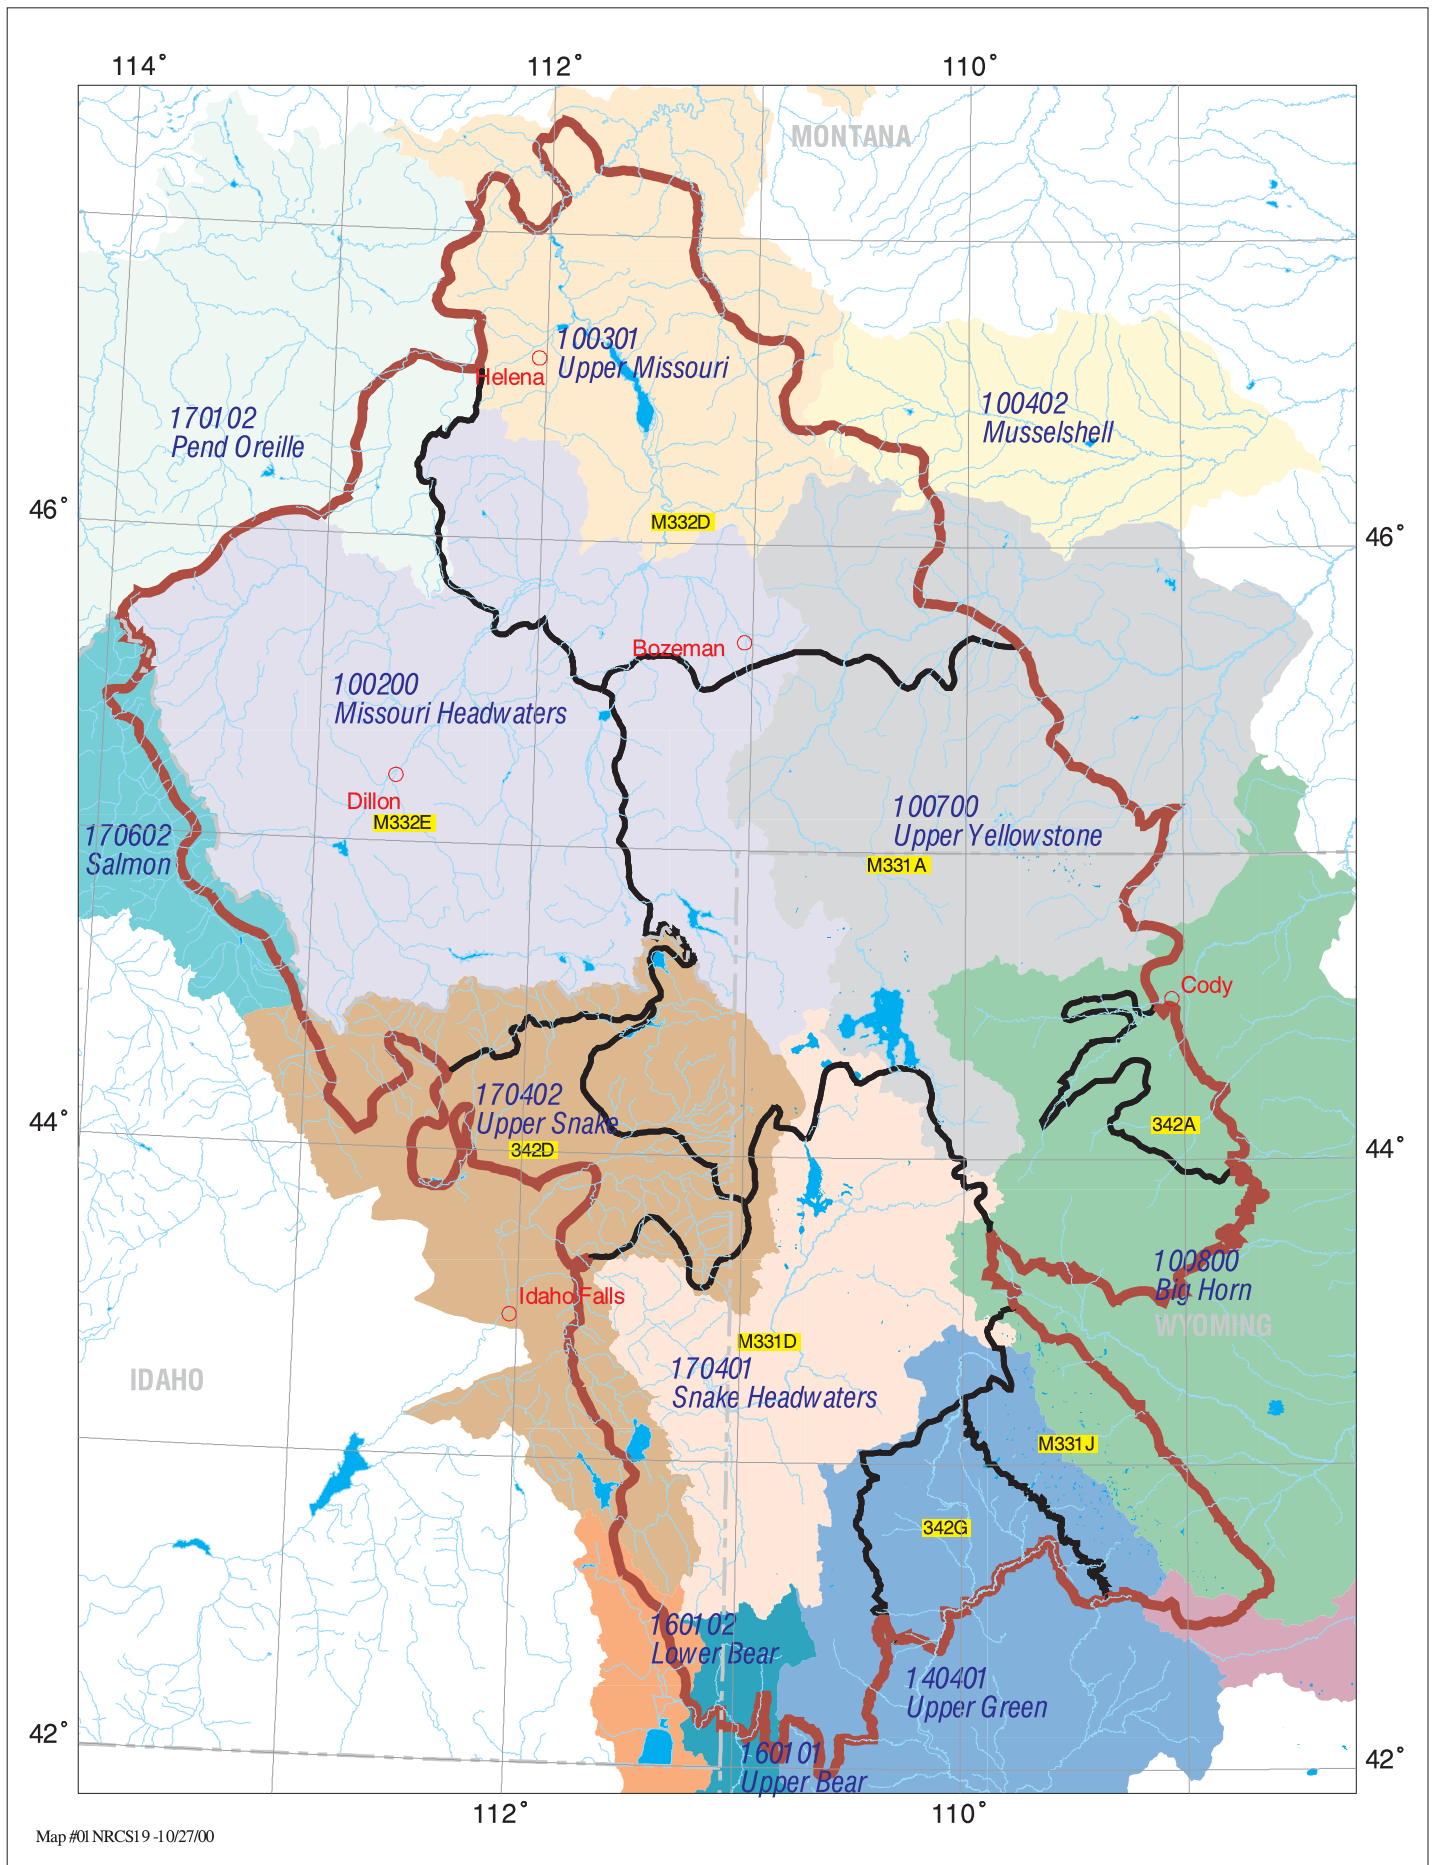 114°
112°
110°
MONTANA
100301
Upper Missouri
Helena
170102
Pend Oreille
100402
Musselshell
46°
M332D
46°
Bozeman
100200
Missouri Headwaters
Dillon
M332E
100700
Upper Yellowstone
M331A
170602
Salmon
Cody
170402
Upper Snake
342D
44°
342A
44°
100800
Big Horn
WYOMING
Idaho Falls
M331D
IDAHO
170401
Snake Headwaters
M331J
342G
160102
Lower Bear
140401
Upper Green
42°
160101
Upper Bear
42°
112°
110°
Map #01NRCS19 -10/27/00